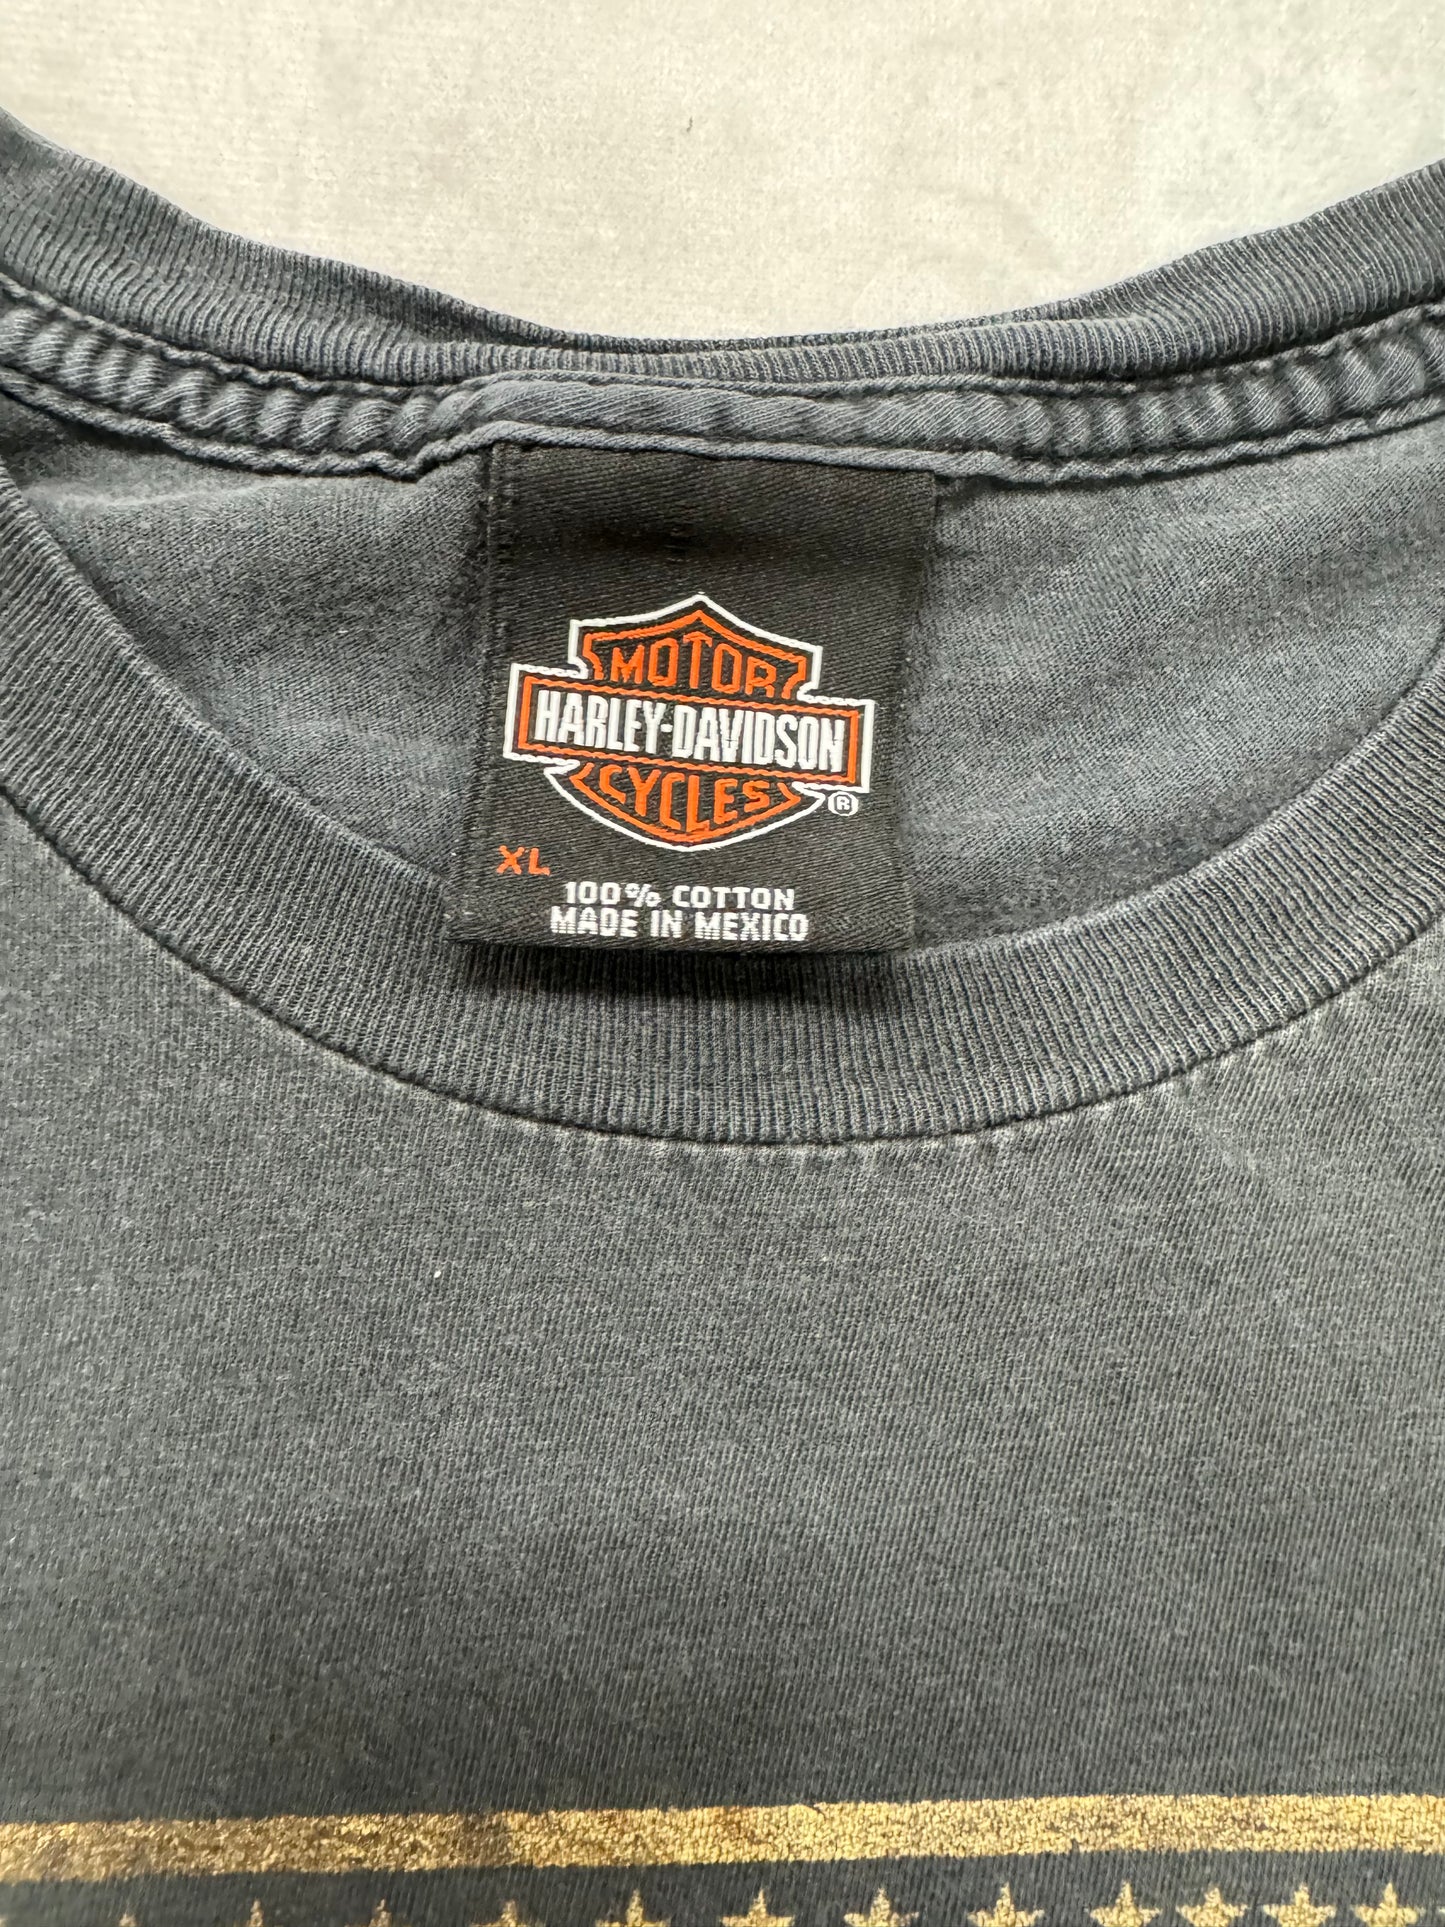 MOTOR
HARLEY-DAVIDSON
CYCLES
®
XL
100% COTTON
MADE IN MEXICO